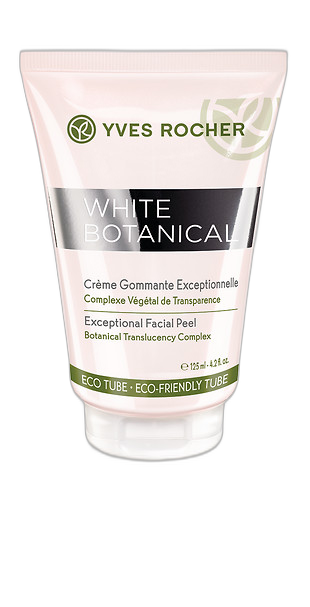 YVES ROCHER
WHITE
BOTANICAL
Crème Gommante Exceptionnelle
Complexe Végétal de Transparence
Exceptional Facial Peel
Botanical Translucency Complex
℮ 125 ml - 4.2 fl. oz.
ECO TUBE • ECO-FRIENDLY TUBE